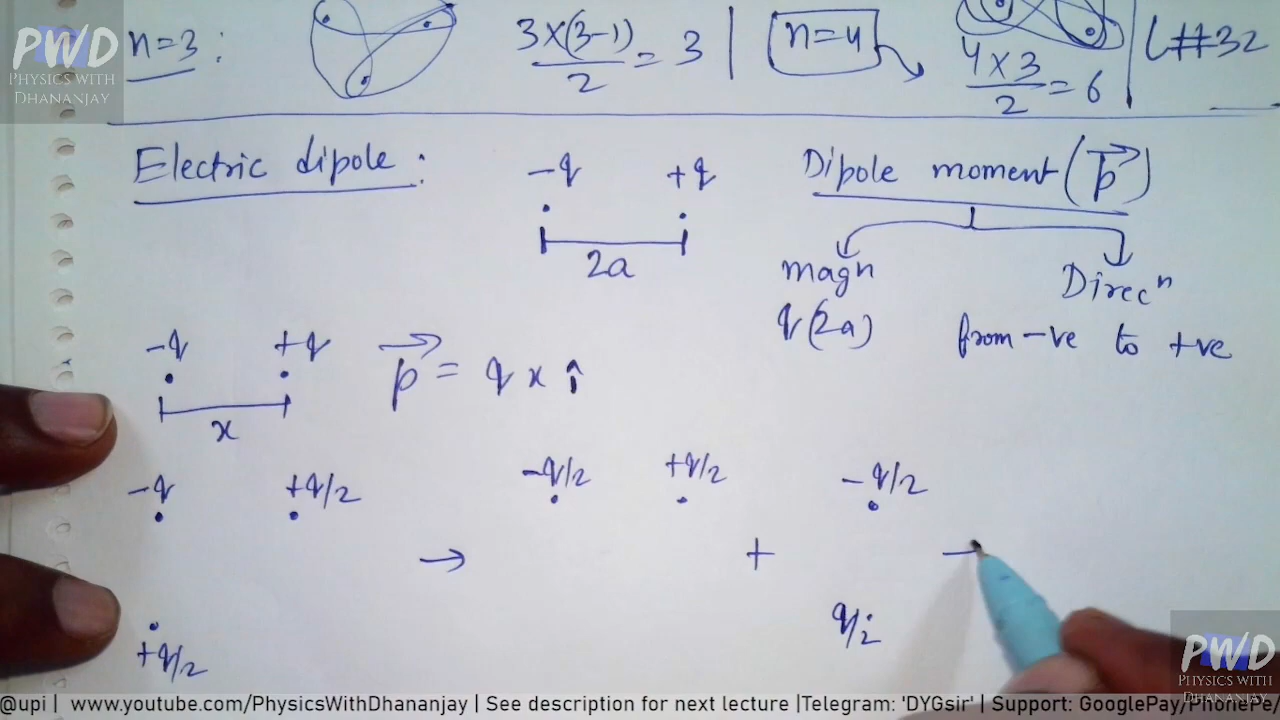 PWD
PHYSICS WITH
DHANANJAY
n=3 :
3×(3-1)/2 = 3
n=4
4×3/2 = 6
L##32
Electric dipole :
-q +q
2a
Dipole moment (p⃗)
magⁿ
q(2a)
Direcⁿ
from -ve to +ve
-q +q
x
p⃗ = q x î
-q +q/2
+q/2
→
-q/2 +q/2
+
-q/2
q/2
PWD
PHYSICS WITH
DHANANJAY
@upi | www.youtube.com/PhysicsWithDhananjay | See description for next lecture |Telegram: 'DYGsir' | Support: GooglePay/PhonePe/